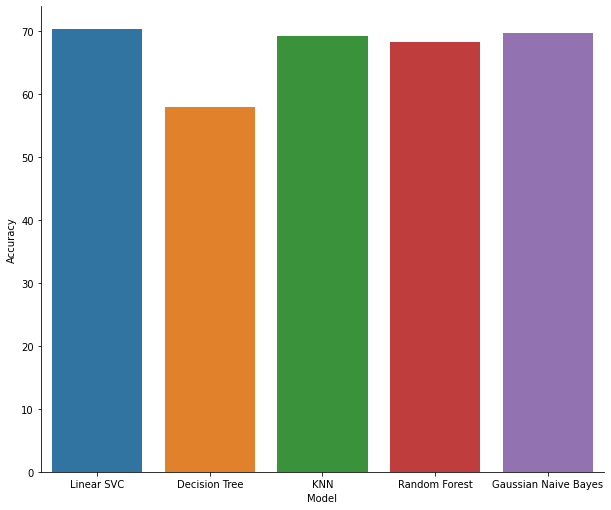 70
60
50
40
30
20
10
0
Accuracy
Linear SVC
Decision Tree
KNN
Random Forest
Gaussian Naive Bayes
Model